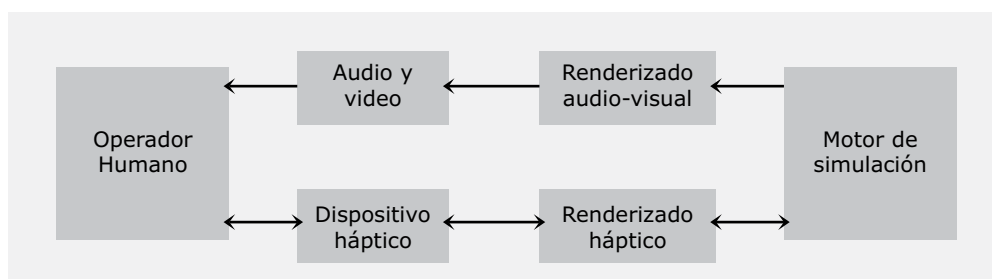 Operador
Humano
Audio y
video
Renderizado
audio-visual
Motor de
simulación
Dispositivo
háptico
Renderizado
háptico